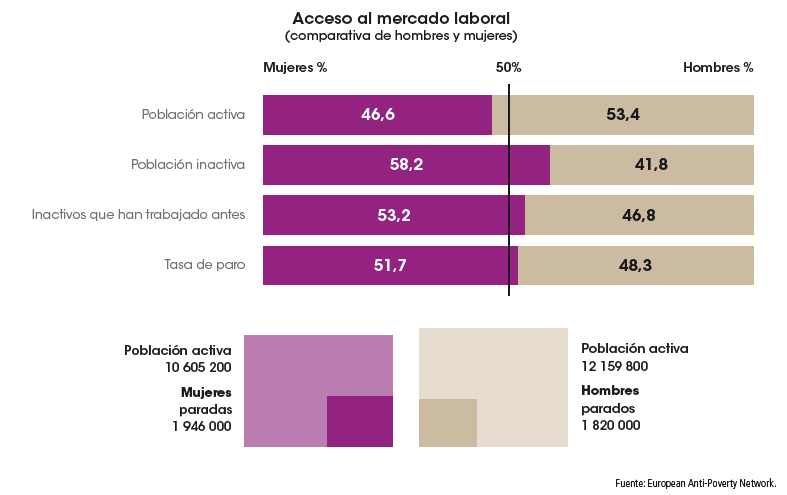 Acceso al mercado laboral
(comparativa de hombres y mujeres)
Mujeres % 50% Hombres %
Población activa 46,6 53,4
Población inactiva 58,2 41,8
Inactivos que han trabajado antes 53,2 46,8
Tasa de paro 51,7 48,3
Población activa
10 605 200
Mujeres
paradas
1 946 000
Población activa
12 159 800
Hombres
parados
1 820 000
Fuente: European Anti-Poverty Network.